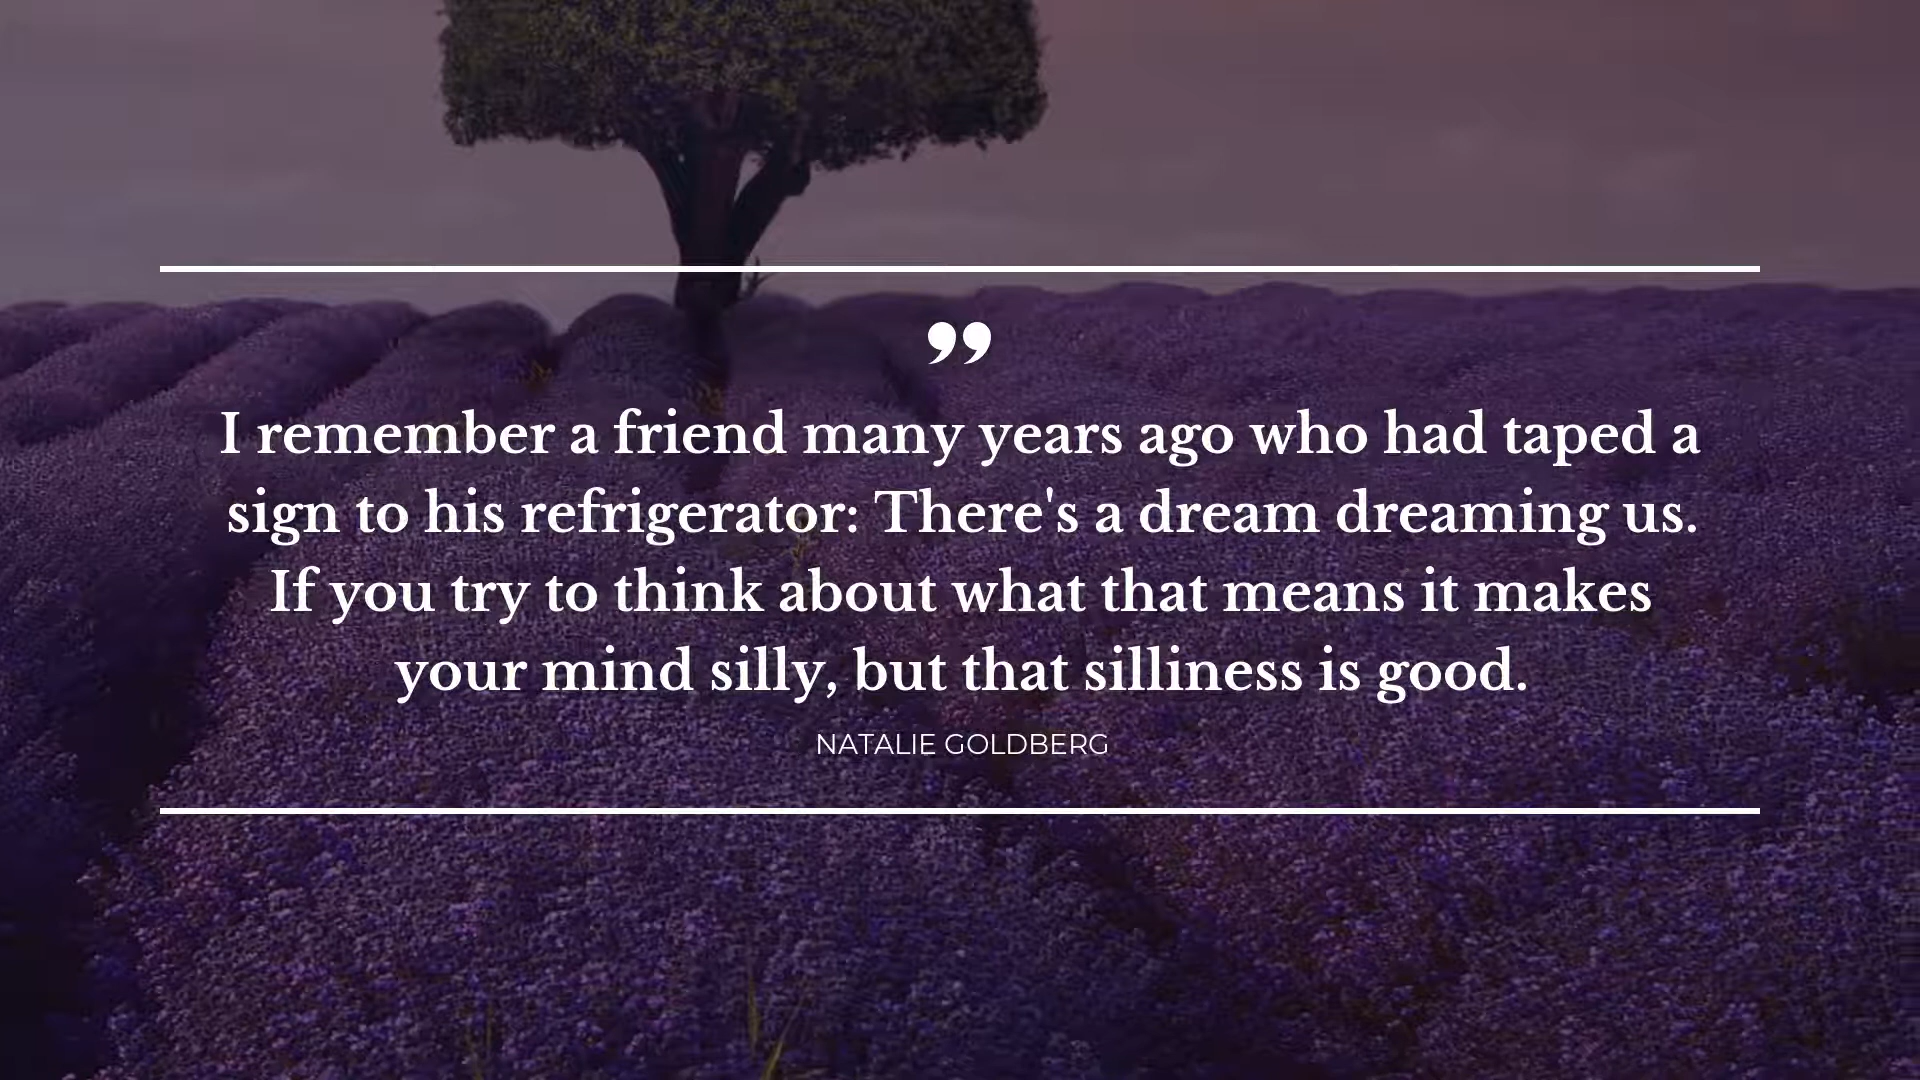 ”
I remember a friend many years ago who had taped a
sign to his refrigerator: There's a dream dreaming us.
If you try to think about what that means it makes
your mind silly, but that silliness is good.
NATALIE GOLDBERG